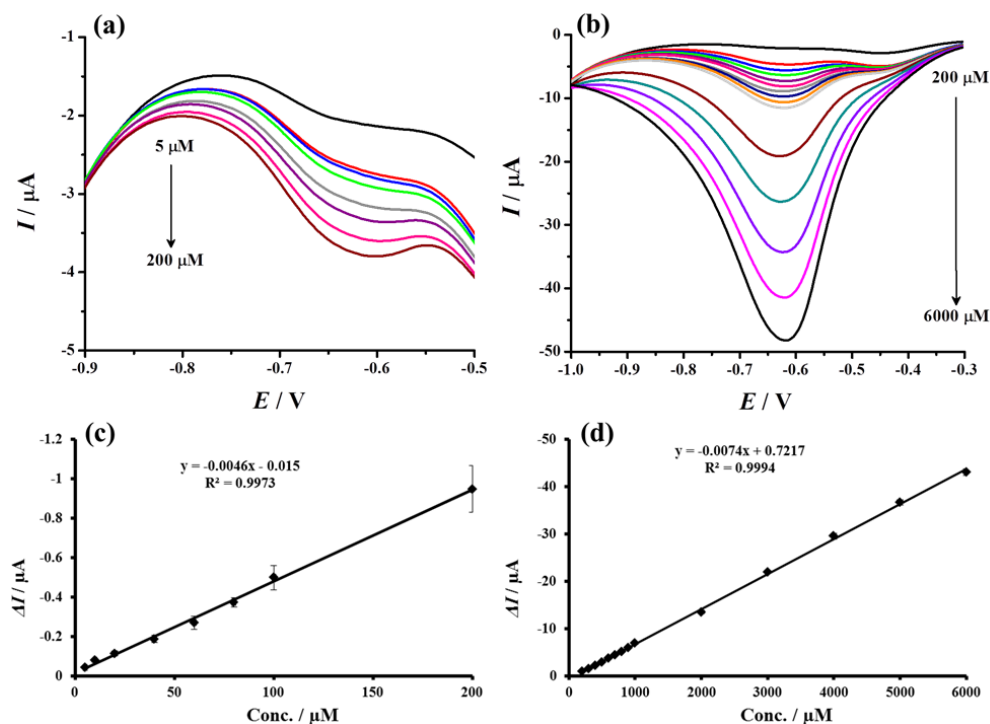 (a)
-1
-2
-3
-4
-5
I / µA
5 µM
200 µM
-0.9
-0.8
-0.7
-0.6
-0.5
E / V
(b)
0
-10
-20
-30
-40
-50
I / µA
200 µM
6000 µM
-1.0
-0.9
-0.8
-0.7
-0.6
-0.5
-0.4
-0.3
E / V
(c)
-1.2
-1
-0.8
-0.6
-0.4
-0.2
0
ΔI / µA
y = -0.0046x - 0.015
R² = 0.9973
0
50
100
150
200
Conc. / µM
(d)
-50
-40
-30
-20
-10
0
ΔI / µA
y = -0.0074x + 0.7217
R² = 0.9994
0
1000
2000
3000
4000
5000
6000
Conc. / µM